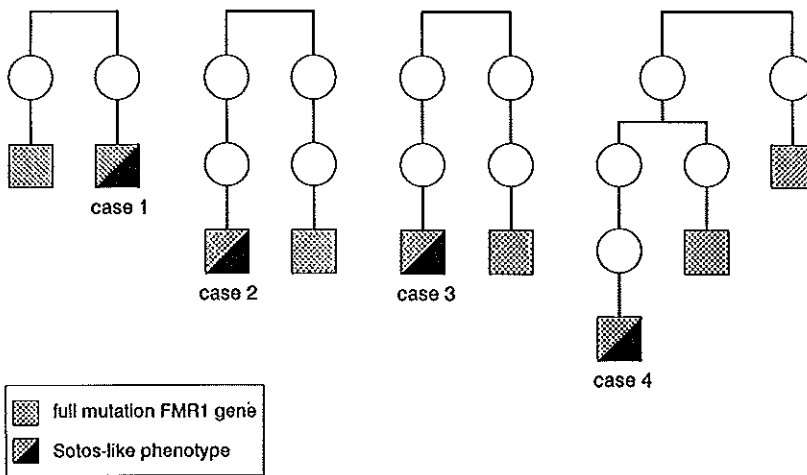 case 1
case 2
case 3
case 4
full mutation FMR1 gene
Sotos-like phenotype